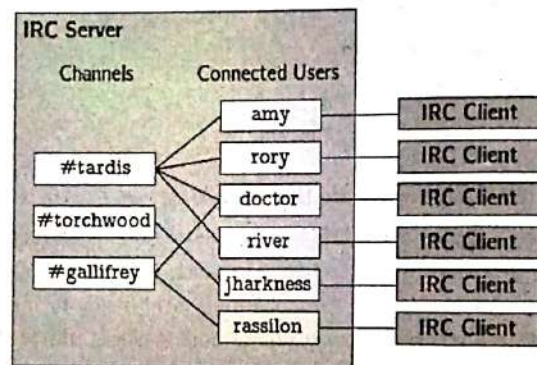 IRC Server
Channels
Connected Users
#tardis
#torchwood
#gallifrey
amy
rory
doctor
river
jharkness
rassilon
IRC Client
IRC Client
IRC Client
IRC Client
IRC Client
IRC Client